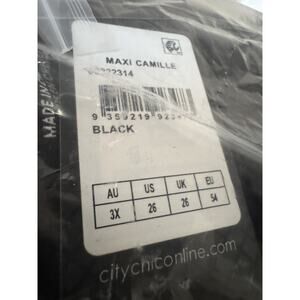 MAXI CAMILLE
BLACK
AU US UK EU
3X 26 26 54
citychiconline.com
MADE IN